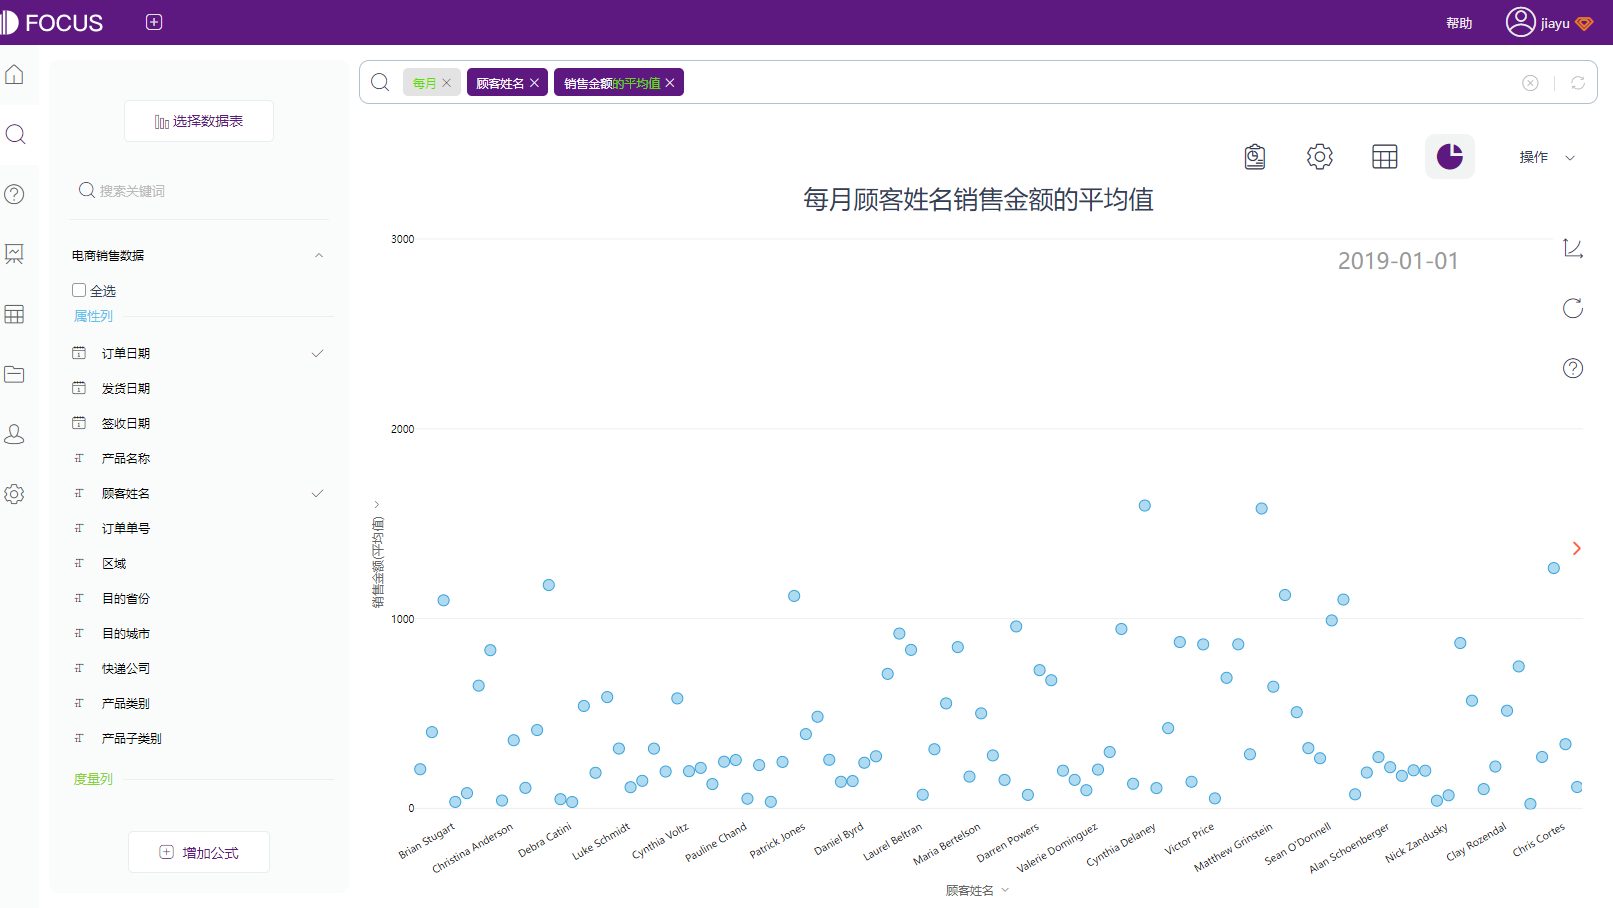 FOCUS
帮助
jiayu
每月
顾客姓名
销售金额的平均值
选择数据表
搜索关键词
电商销售数据
全选
属性列
订单日期
发货日期
签收日期
产品名称
顾客姓名
订单单号
区域
目的省份
目的城市
快递公司
产品类别
产品子类别
度量列
增加公式
操作
每月顾客姓名销售金额的平均值
2019-01-01
3000
2000
1000
0
销售金额(平均值)
Brian Stugart
Christina Anderson
Debra Catini
Luke Schmidt
Cynthia Voltz
Pauline Chand
Patrick Jones
Daniel Byrd
Laurel Beltran
Maria Bertelson
Darren Powers
Valerie Dominguez
Cynthia Delaney
Victor Price
Matthew Grinstein
Sean O'Donnell
Alan Schoenberger
Nick Zandusky
Clay Rozendal
Chris Cortes
顾客姓名